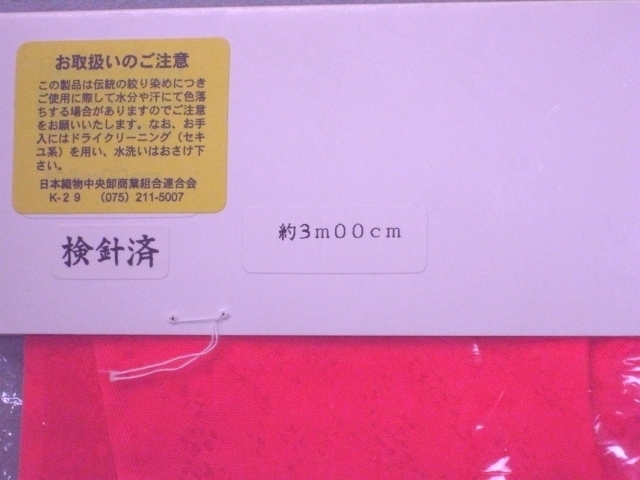 お取扱いのご注意
この製品は伝統の絞り染めにつき
ご使用に際して水分や汗にて色落
ちする場合がありますのでご注意
をお願いいたします。なお、お手
入にはドライクリーニング（セキ
ユ系）を用い、水洗いはおさけ下
さい。
日本織物中央卸商業組合連合会
K-29 （075）211-5007
検針済
約3m00cm